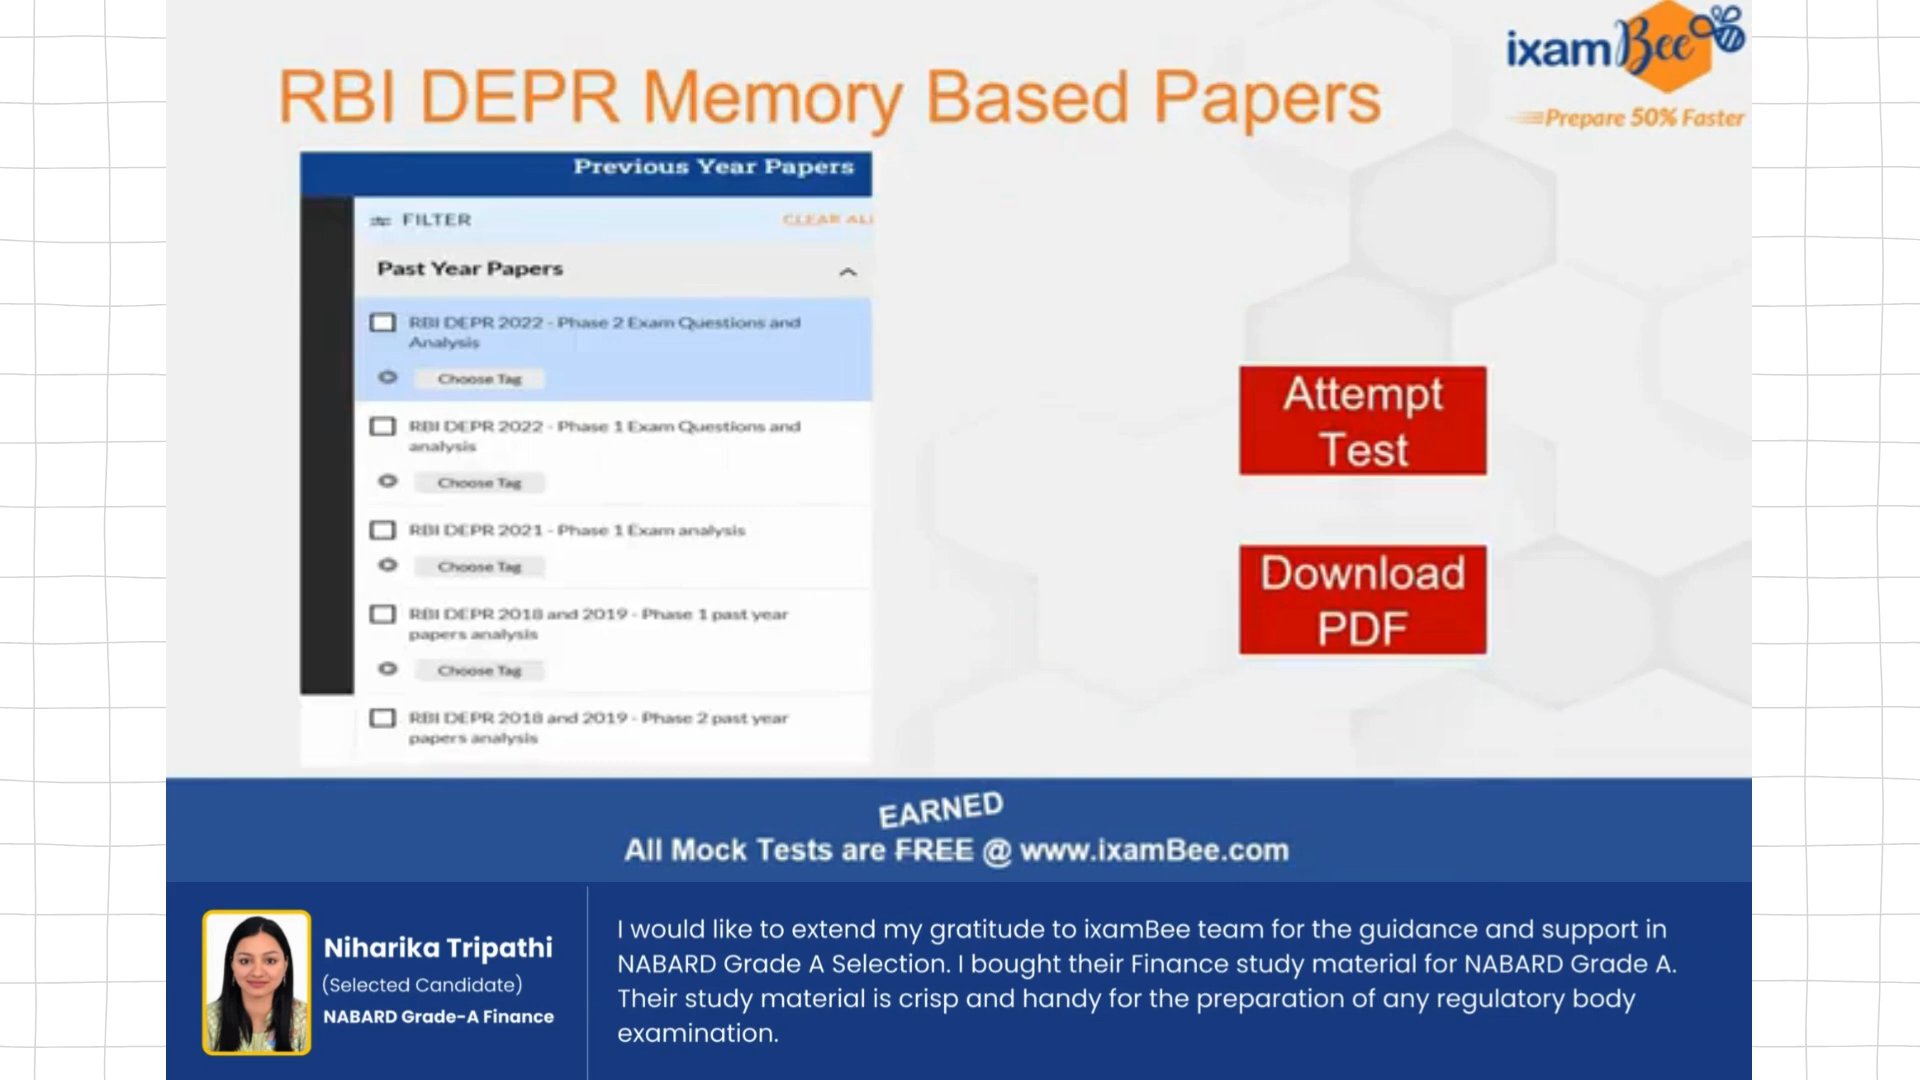 ixamBee
Prepare 50% Faster
RBI DEPR Memory Based Papers
Previous Year Papers
FILTER
CLEAR ALL
Past Year Papers
RBI DEPR 2022 - Phase 2 Exam Questions and
Analysis
Choose Tag
RBI DEPR 2022 - Phase 1 Exam Questions and
analysis
Choose Tag
RBI DEPR 2021 - Phase 1 Exam analysis
Choose Tag
RBI DEPR 2018 and 2019 - Phase 1 past year
papers analysis
Choose Tag
RBI DEPR 2018 and 2019 - Phase 2 past year
papers analysis
Attempt
Test
Download
PDF
EARNED
All Mock Tests are FREE @ www.ixamBee.com
Niharika Tripathi
(Selected Candidate)
NABARD Grade-A Finance
I would like to extend my gratitude to ixamBee team for the guidance and support in
NABARD Grade A Selection. I bought their Finance study material for NABARD Grade A.
Their study material is crisp and handy for the preparation of any regulatory body
examination.